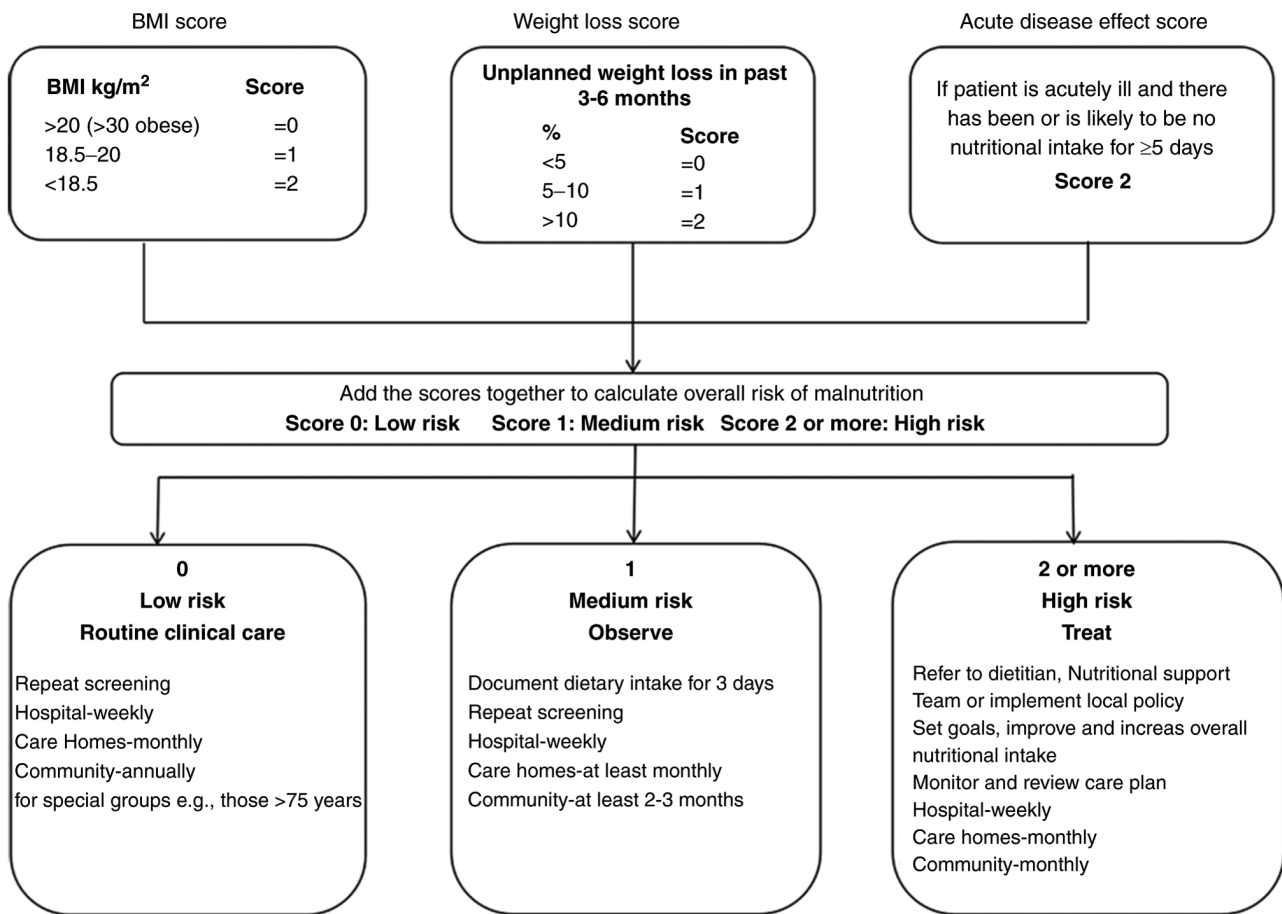 BMI score
BMI kg/m² Score
>20 (>30 obese) =0
18.5–20 =1
<18.5 =2
Weight loss score
Unplanned weight loss in past
3-6 months
% Score
<5 =0
5–10 =1
>10 =2
Acute disease effect score
If patient is acutely ill and there
has been or is likely to be no
nutritional intake for ≥5 days
Score 2
Add the scores together to calculate overall risk of malnutrition
Score 0: Low risk Score 1: Medium risk Score 2 or more: High risk
0
Low risk
Routine clinical care
Repeat screening
Hospital-weekly
Care Homes-monthly
Community-annually
for special groups e.g., those >75 years
1
Medium risk
Observe
Document dietary intake for 3 days
Repeat screening
Hospital-weekly
Care homes-at least monthly
Community-at least 2-3 months
2 or more
High risk
Treat
Refer to dietitian, Nutritional support
Team or implement local policy
Set goals, improve and increas overall
nutritional intake
Monitor and review care plan
Hospital-weekly
Care homes-monthly
Community-monthly